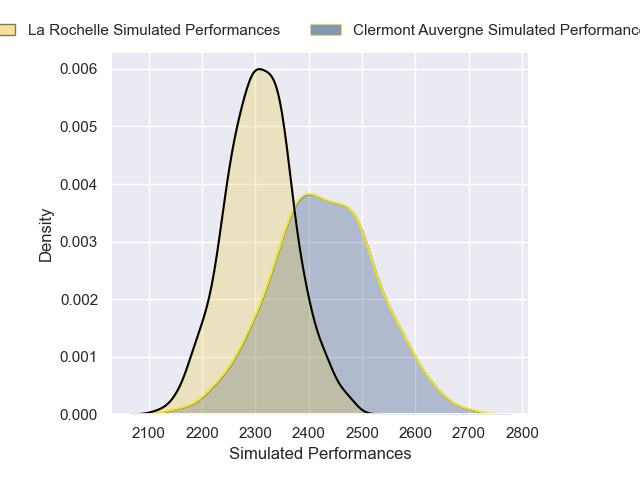 La Rochelle Simulated Performances
Clermont Auvergne Simulated Performanc
0.006
0.005
0.004
0.003
0.002
0.001
0.000
Density
2100 2200 2300 2400 2500 2600 2700 2800
Simulated Performances